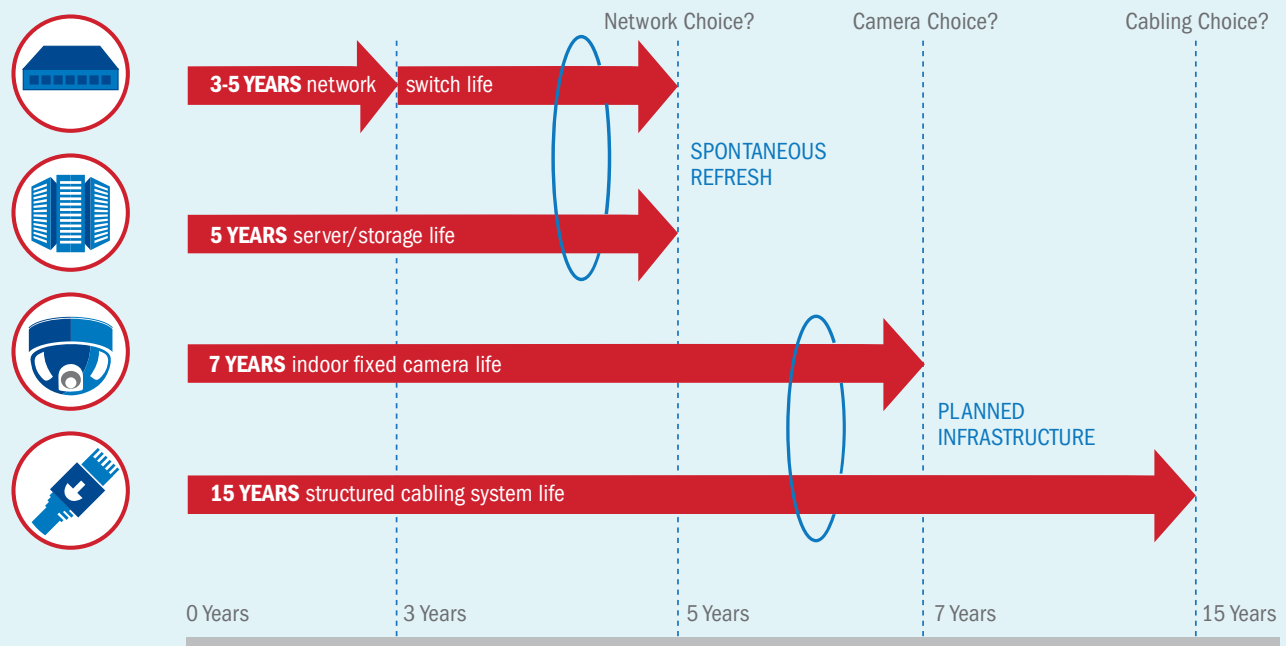 Network Choice?
Camera Choice?
Cabling Choice?
3-5 YEARS network switch life
SPONTANEOUS
REFRESH
5 YEARS server/storage life
7 YEARS indoor fixed camera life
PLANNED
INFRASTRUCTURE
15 YEARS structured cabling system life
0 Years
3 Years
5 Years
7 Years
15 Years